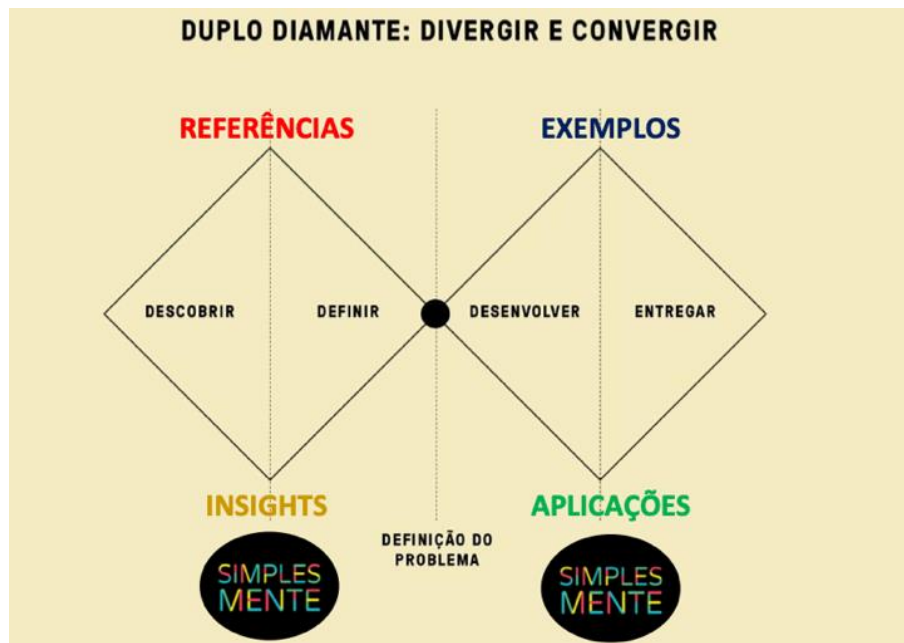 DUPLO DIAMANTE: DIVERGIR E CONVERGIR
REFERÊNCIAS
EXEMPLOS
DESCOBRIR
DEFINIR
DESENVOLVER
ENTREGAR
INSIGHTS
APLICAÇÕES
DEFINIÇÃO DO
PROBLEMA
SIMPLES
MENTE
SIMPLES
MENTE